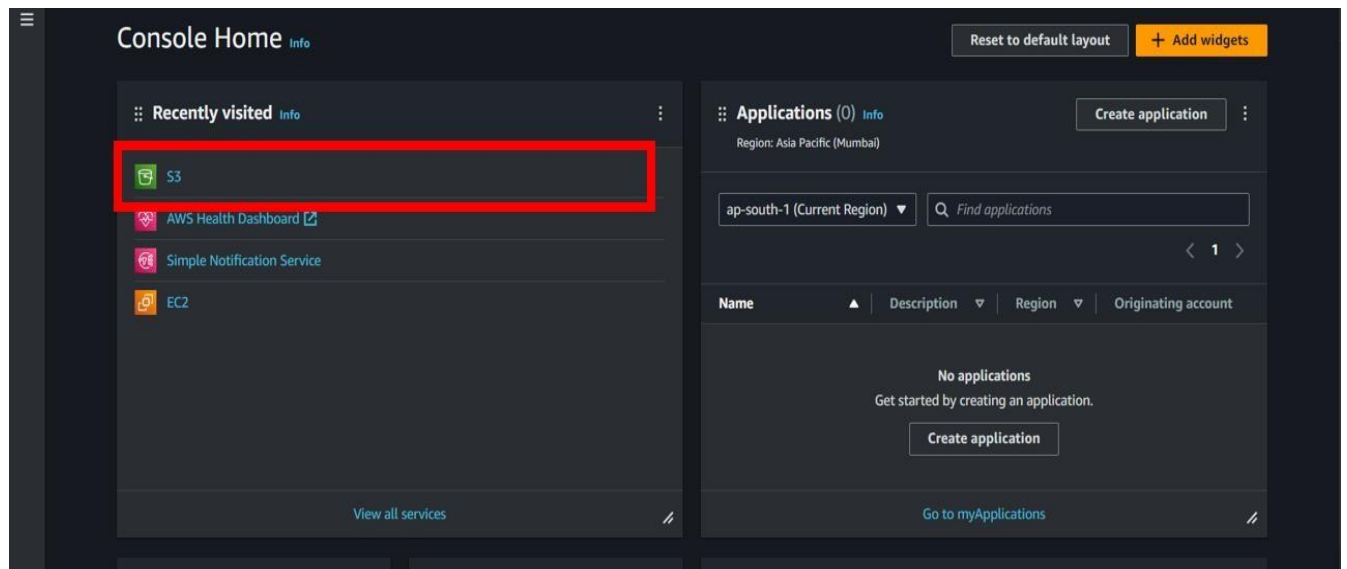 Console Home Info
Reset to default layout
+ Add widgets
Recently visited Info
S3
AWS Health Dashboard
Simple Notification Service
EC2
View all services
Applications (0) Info
Region: Asia Pacific (Mumbai)
Create application
ap-south-1 (Current Region)
Find applications
1
Name
Description
Region
Originating account
No applications
Get started by creating an application.
Create application
Go to myApplications